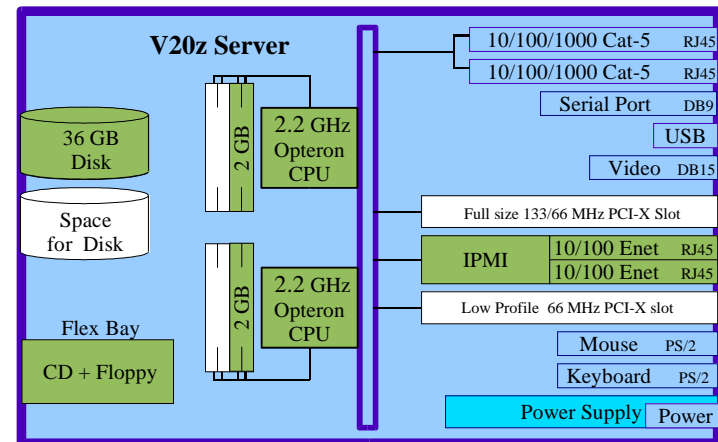 V20z Server
36 GB
Disk
Space
for Disk
Flex Bay
CD + Floppy
2 GB
2.2 GHz
Opteron
CPU
2 GB
2.2 GHz
Opteron
CPU
10/100/1000 Cat-5 RJ45
10/100/1000 Cat-5 RJ45
Serial Port DB9
USB
Video DB15
Full size 133/66 MHz PCI-X Slot
IPMI
10/100 Enet RJ45
10/100 Enet RJ45
Low Profile 66 MHz PCI-X slot
Mouse PS/2
Keyboard PS/2
Power Supply
Power